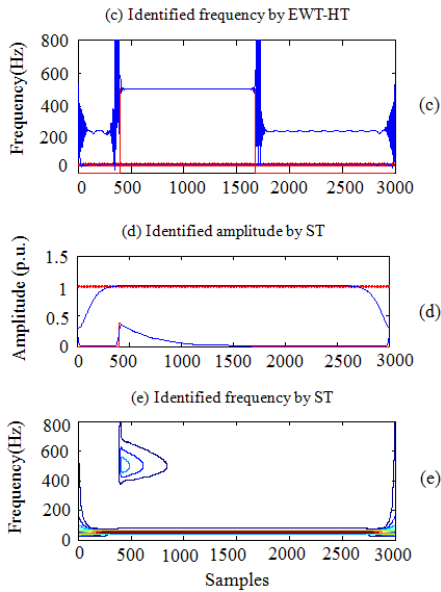 (c) Identified frequency by EWT-HT
800
600
400
200
0
Frequency(Hz)
(c)
0 500 1000 1500 2000 2500 3000
(d) Identified amplitude by ST
1.5
1
0.5
0
Amplitude (p.u.)
(d)
0 500 1000 1500 2000 2500 3000
(e) Identified frequency by ST
800
600
400
200
0
Frequency(Hz)
(e)
0 500 1000 1500 2000 2500 3000
Samples